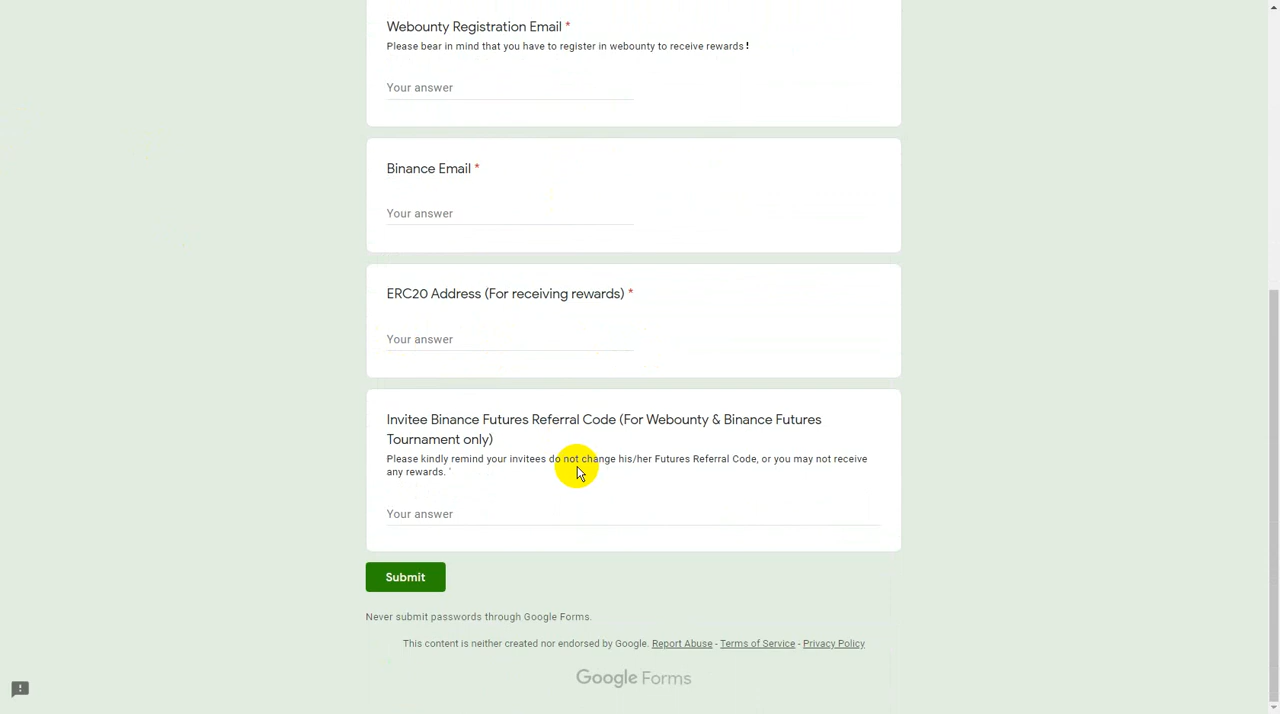 Webounty Registration Email *
Please bear in mind that you have to register in webounty to receive rewards!
Your answer
Binance Email *
Your answer
ERC20 Address (For receiving rewards) *
Your answer
Invitee Binance Futures Referral Code (For Webounty & Binance Futures
Tournament only)
Please kindly remind your invitees do not change his/her Futures Referral Code, or you may not receive
any rewards. `
Your answer
Submit
Never submit passwords through Google Forms.
This content is neither created nor endorsed by Google. Report Abuse - Terms of Service - Privacy Policy
Google Forms